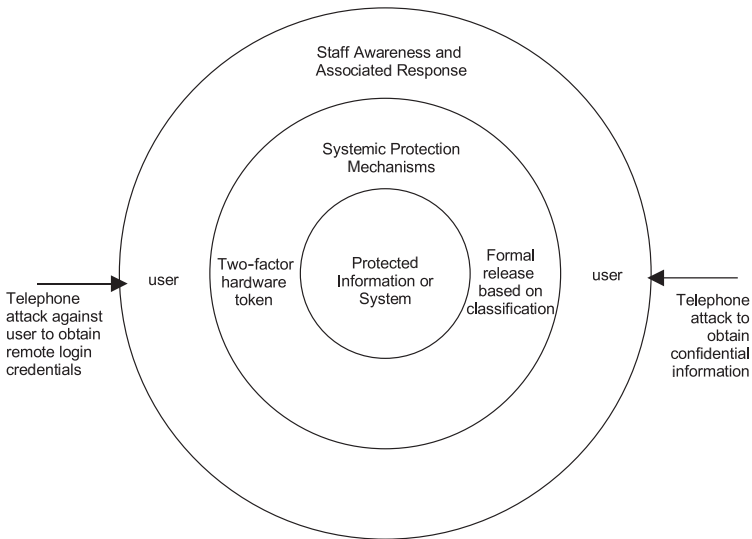 Staff Awareness and
Associated Response
Systemic Protection
Mechanisms
Protected
Information or
System
Two-factor
hardware
token
Formal
release
based on
classification
user
user
Telephone
attack against
user to obtain
remote login
credentials
Telephone
attack to
obtain
confidential
information